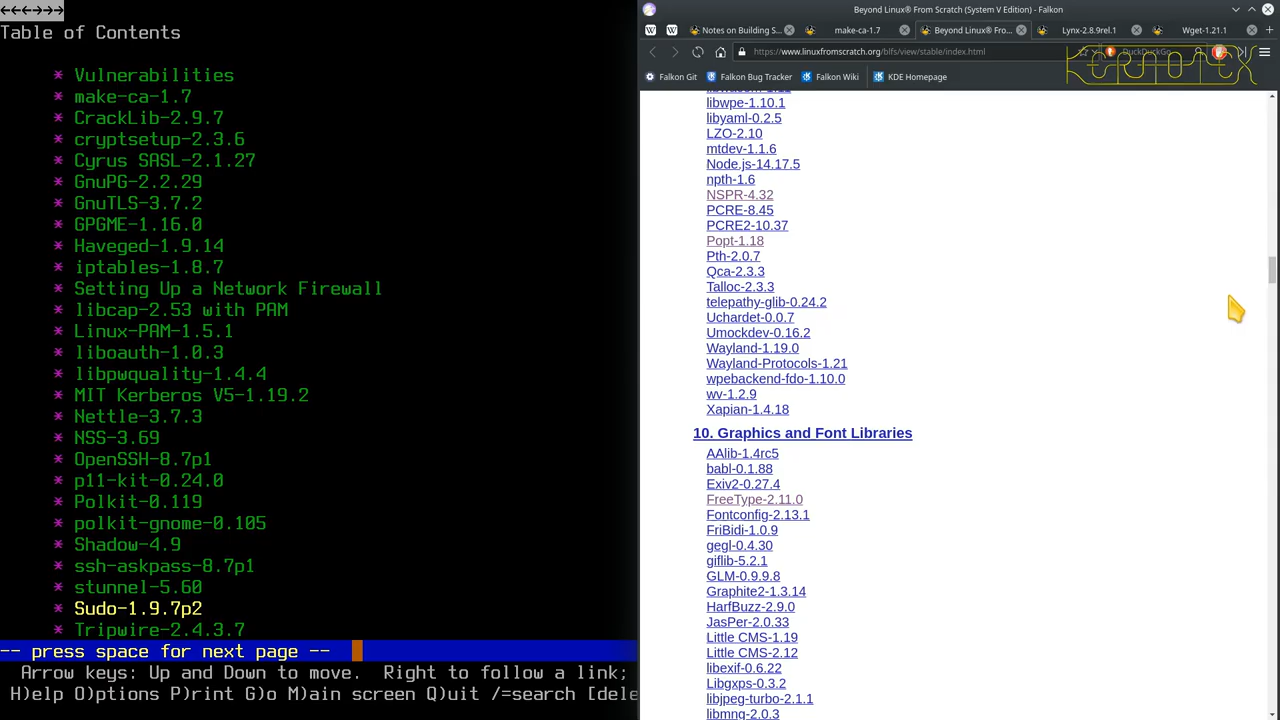 ←←←→→→
Table of Contents
* Vulnerabilities
* make-ca-1.7
* CrackLib-2.9.7
* cryptsetup-2.3.6
* Cyrus SASL-2.1.27
* GnuPG-2.2.29
* GnuTLS-3.7.2
* GPGME-1.16.0
* Haveged-1.9.14
* iptables-1.8.7
* Setting Up a Network Firewall
* libcap-2.53 with PAM
* Linux-PAM-1.5.1
* liboauth-1.0.3
* libpwquality-1.4.4
* MIT Kerberos V5-1.19.2
* Nettle-3.7.3
* NSS-3.69
* OpenSSH-8.7p1
* p11-kit-0.24.0
* Polkit-0.119
* polkit-gnome-0.105
* Shadow-4.9
* ssh-askpass-8.7p1
* stunnel-5.60
* Sudo-1.9.7p2
* Tripwire-2.4.3.7
-- press space for next page --
Arrow keys: Up and Down to move.  Right to follow a link;
H)elp O)ptions P)rint G)o M)ain screen Q)uit /=search [dele
Beyond Linux® From Scratch (System V Edition) - Falkon
Notes on Building S...
make-ca-1.7
Beyond Linux® Fro...
Lynx-2.8.9rel.1
Wget-1.21.1
https://www.linuxfromscratch.org/blfs/view/stable/index.html
DuckDuckGo
Falkon Git
Falkon Bug Tracker
Falkon Wiki
KDE Homepage
libwpe-1.10.1
libyaml-0.2.5
LZO-2.10
mtdev-1.1.6
Node.js-14.17.5
npth-1.6
NSPR-4.32
PCRE-8.45
PCRE2-10.37
Popt-1.18
Pth-2.0.7
Qca-2.3.3
Talloc-2.3.3
telepathy-glib-0.24.2
Uchardet-0.0.7
Umockdev-0.16.2
Wayland-1.19.0
Wayland-Protocols-1.21
wpebackend-fdo-1.10.0
wv-1.2.9
Xapian-1.4.18
10. Graphics and Font Libraries
AAlib-1.4rc5
babl-0.1.88
Exiv2-0.27.4
FreeType-2.11.0
Fontconfig-2.13.1
FriBidi-1.0.9
gegl-0.4.30
giflib-5.2.1
GLM-0.9.9.8
Graphite2-1.3.14
HarfBuzz-2.9.0
JasPer-2.0.33
Little CMS-1.19
Little CMS-2.12
libexif-0.6.22
Libgxps-0.3.2
libjpeg-turbo-2.1.1
libmng-2.0.3